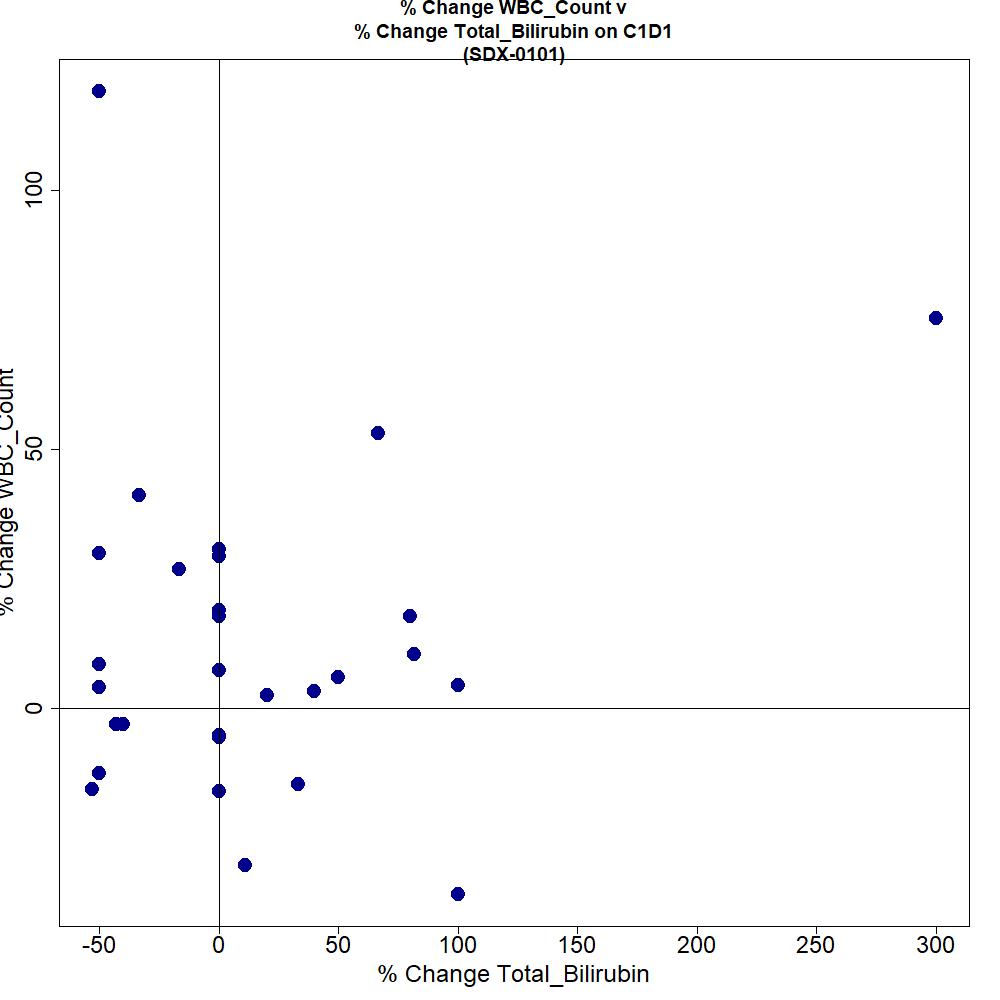 % Change WBC_Count v
% Change Total_Bilirubin on C1D1
(SDX-0101)
% Change WBC_Count
100
50
0
-50 0 50 100 150 200 250 300
% Change Total_Bilirubin